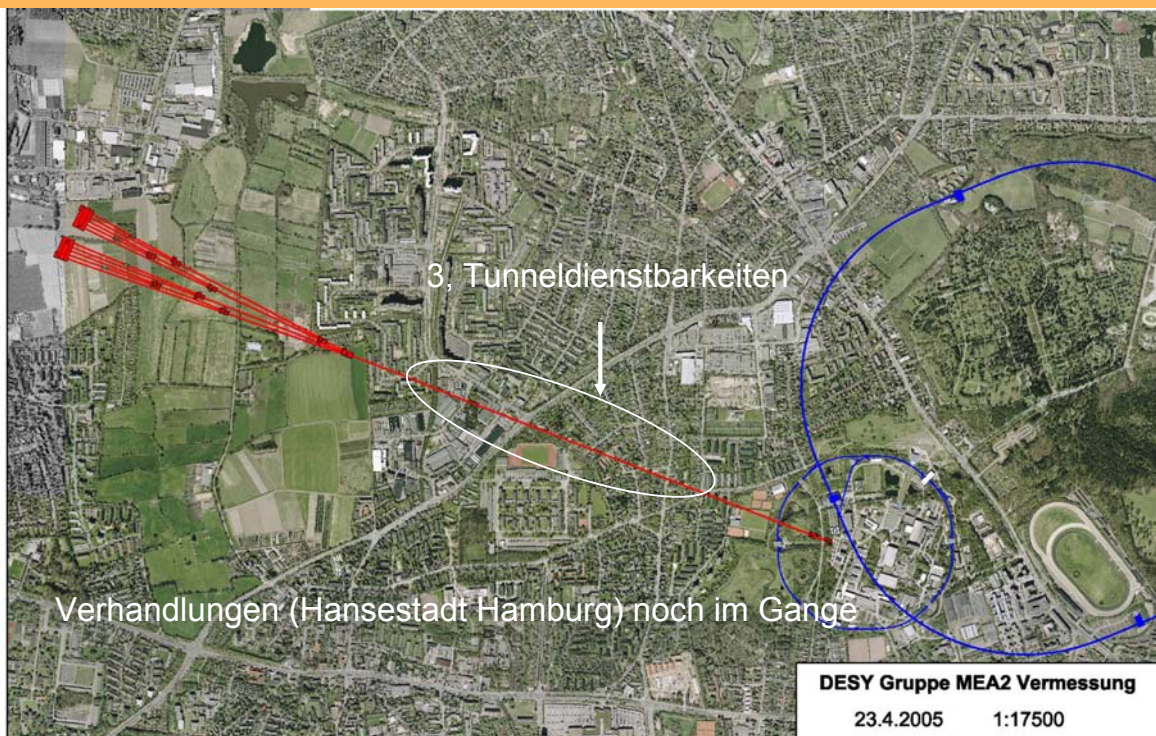 3, Tunneldienstbarkeiten
Verhandlungen (Hansestadt Hamburg) noch im Gange
DESY Gruppe MEA2 Vermessung
23.4.2005 1:17500